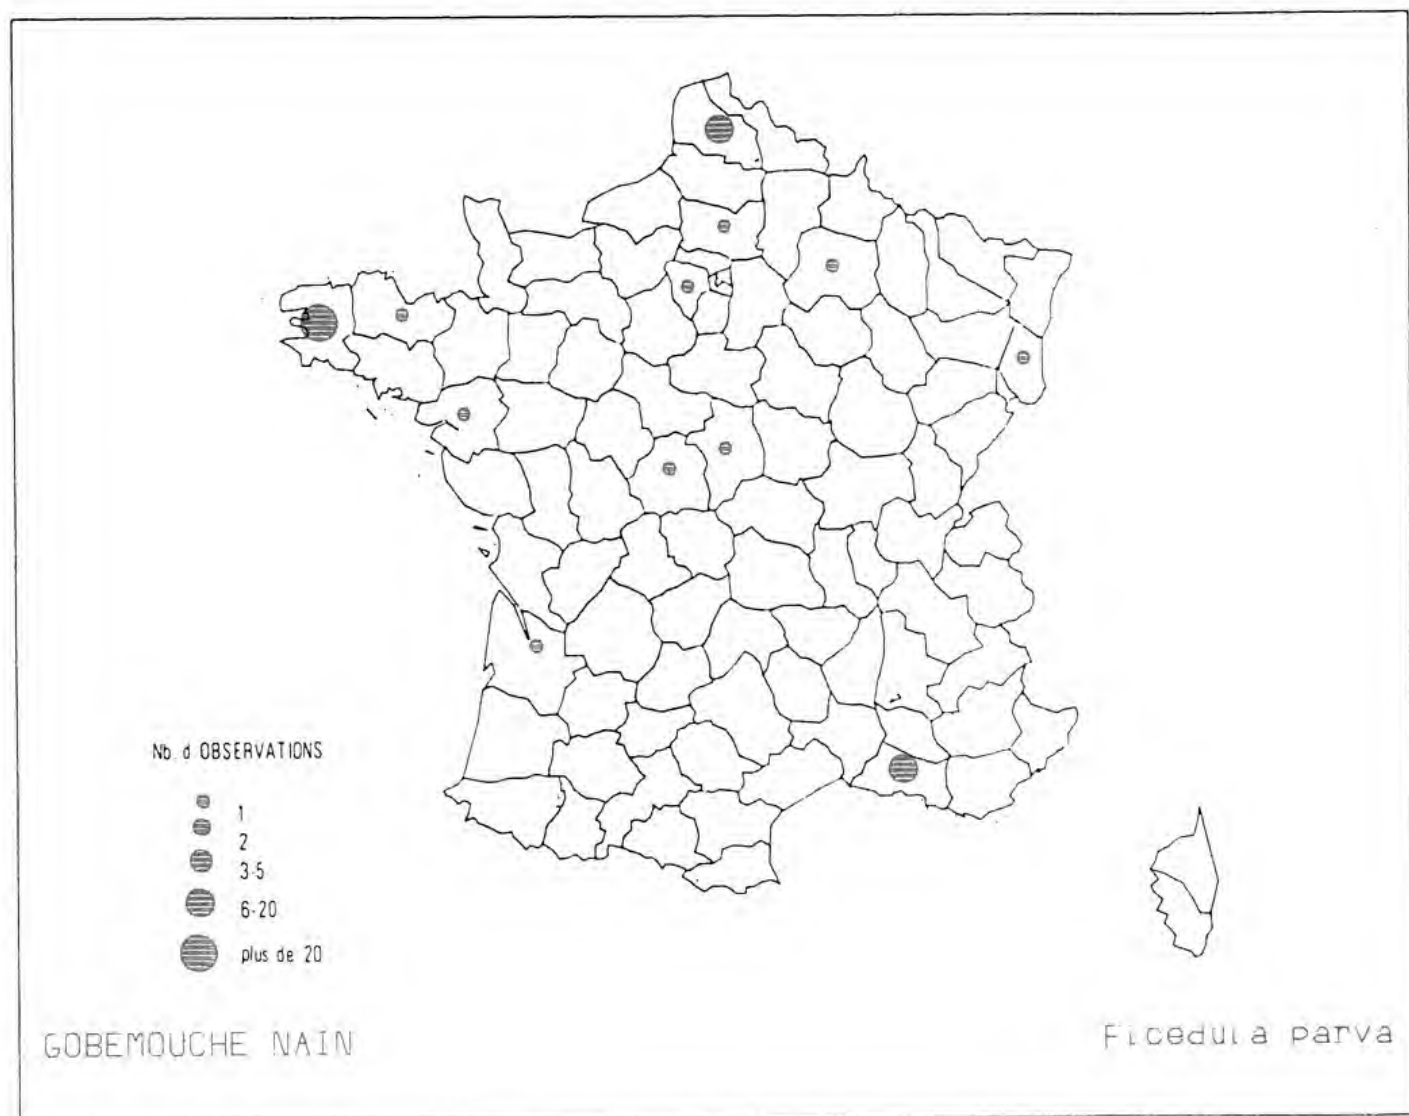 Nb. d OBSERVATIONS
1
2
3-5
6-20
plus de 20
GOBEMOUCHE NAIN
Ficedula parva